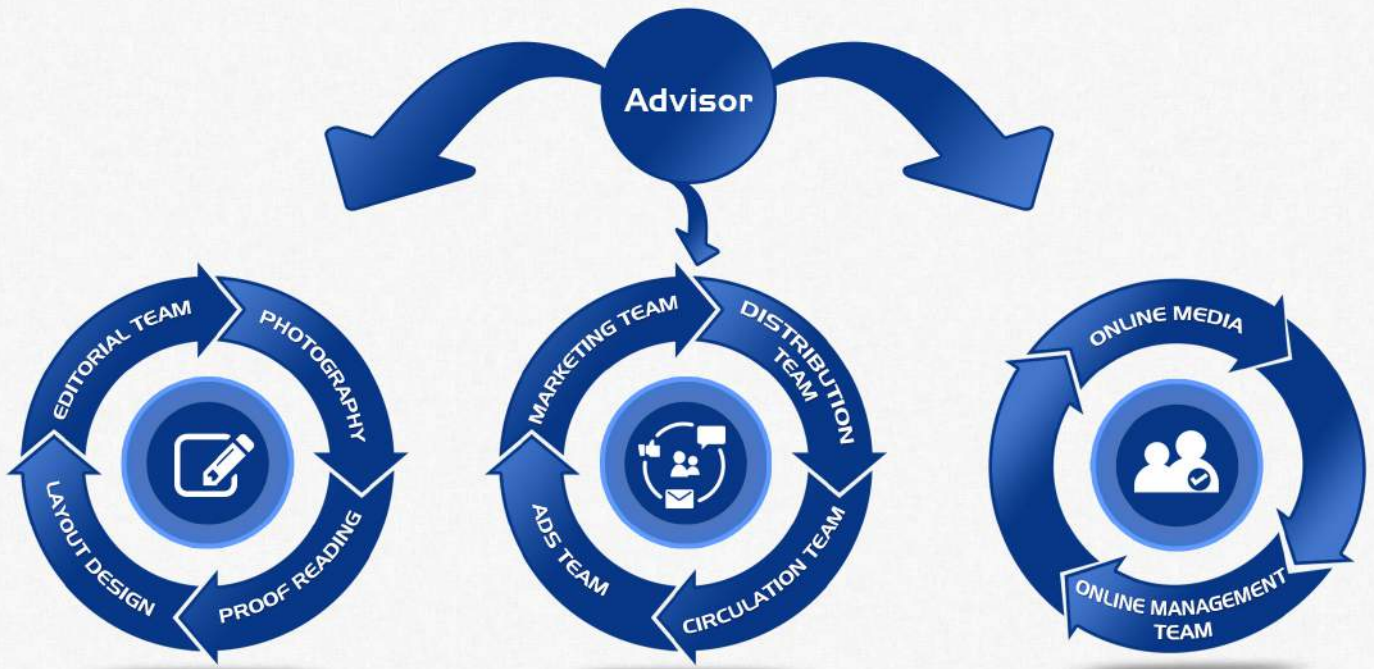 Advisor
EDITORIAL TEAM
PHOTOGRAPHY
PROOF READING
LAYOUT DESIGN
MARKETING TEAM
DISTRIBUTION
TEAM
CIRCULATION TEAM
ADS TEAM
ONLINE MEDIA
ONLINE MANAGEMENT
TEAM